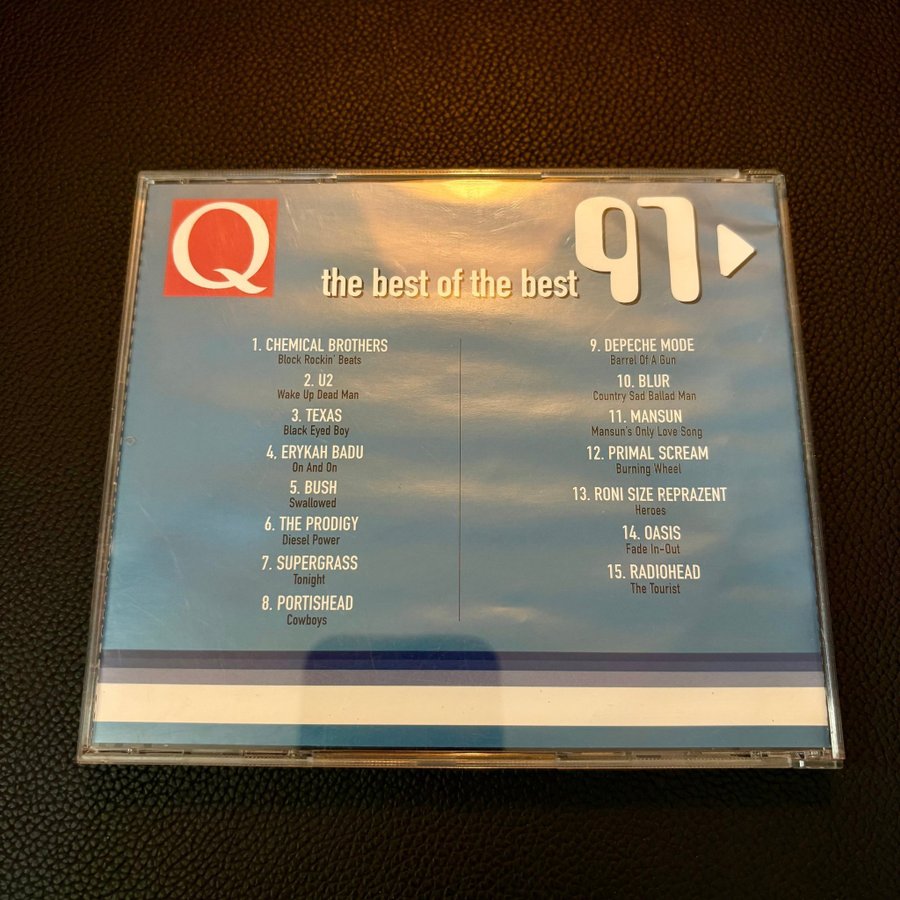 Q
the best of the best 97
1. CHEMICAL BROTHERS
Block Rockin' Beats
2. U2
Wake Up Dead Man
3. TEXAS
Black Eyed Boy
4. ERYKAH BADU
On And On
5. BUSH
Swallowed
6. THE PRODIGY
Diesel Power
7. SUPERGRASS
Tonight
8. PORTISHEAD
Cowboys
9. DEPECHE MODE
Barrel Of A Gun
10. BLUR
Country Sad Ballad Man
11. MANSUN
Mansun's Only Love Song
12. PRIMAL SCREAM
Burning Wheel
13. RONI SIZE REPRAZENT
Heroes
14. OASIS
Fade In-Out
15. RADIOHEAD
The Tourist